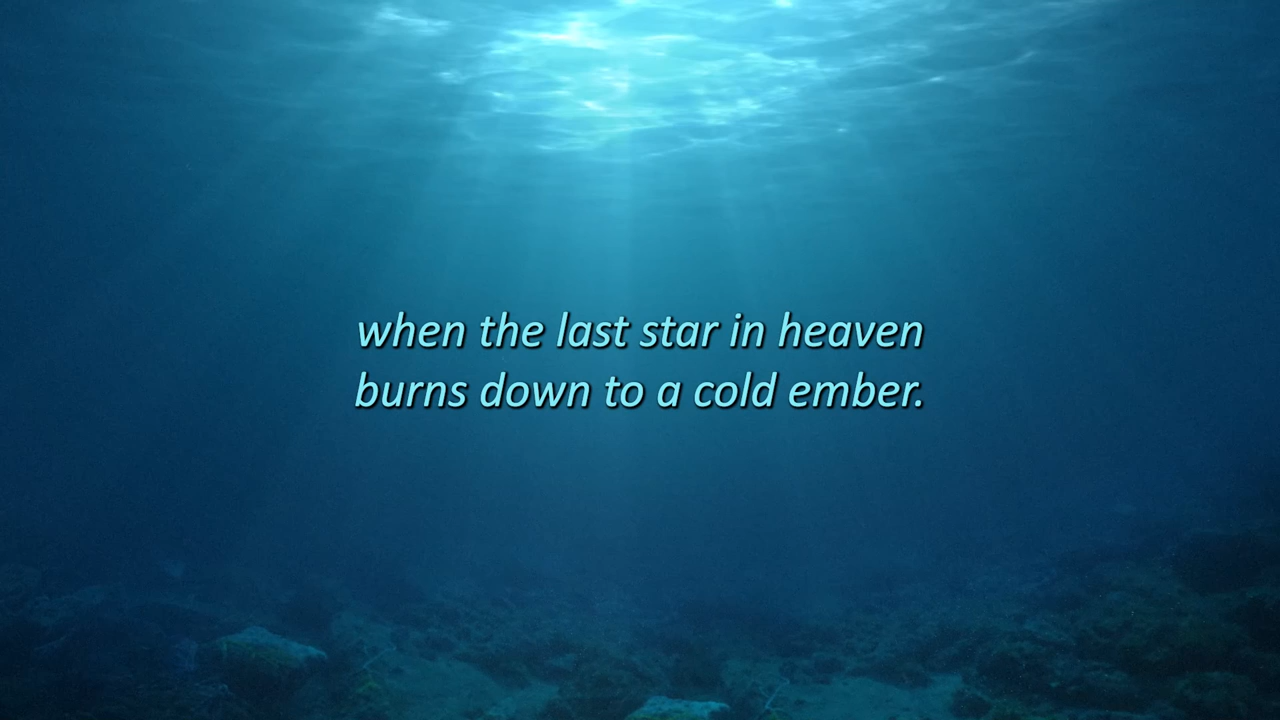 when the last star in heaven
burns down to a cold ember.